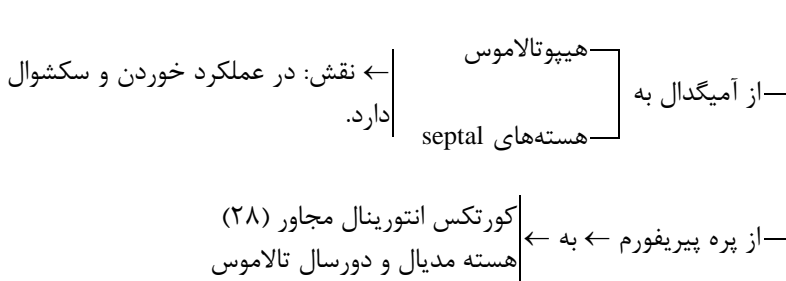 هیپوتالاموس
—از آمیگدال به
هسته‌های septal
← نقش: در عملکرد خوردن و سکشوال
دارد.
—از پره پیریفورم ← به ←
کورتکس انتورینال مجاور (۲۸)
هسته مدیال و دورسال تالاموس